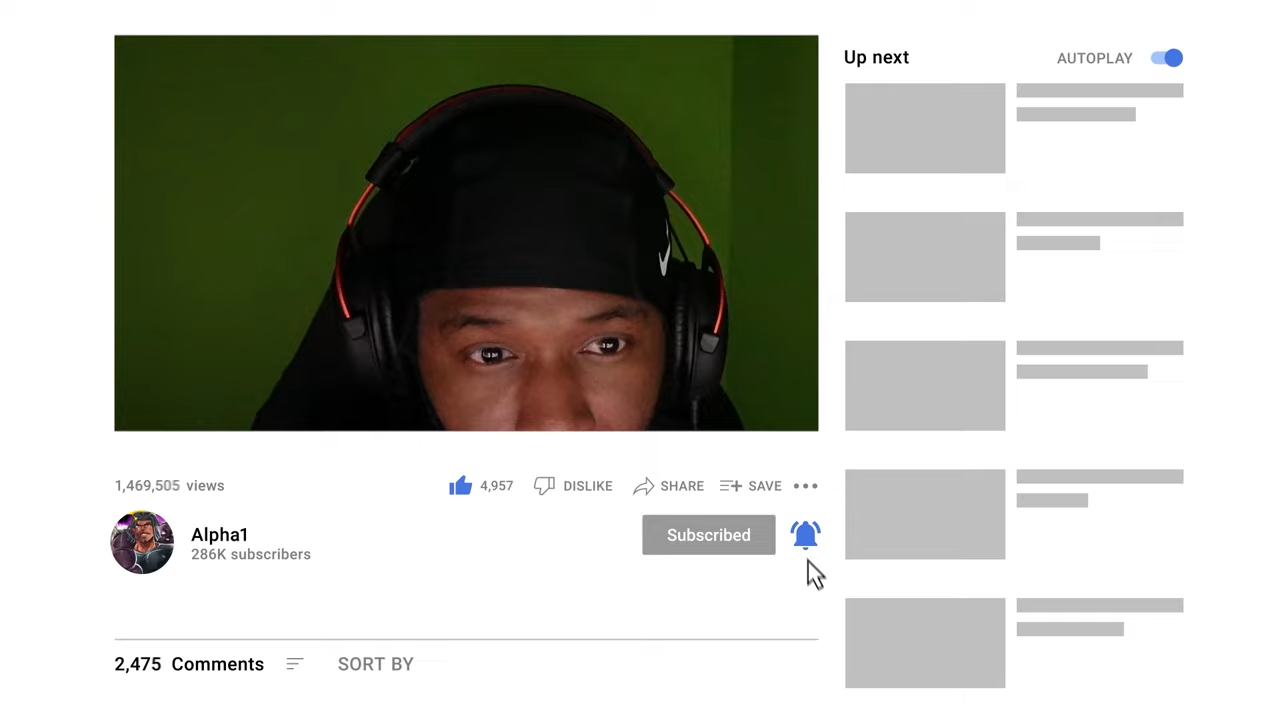 Up next
AUTOPLAY
1,469,505 views
4,957
DISLIKE
SHARE
SAVE
Alpha1
286K subscribers
Subscribed
2,475 Comments
SORT BY